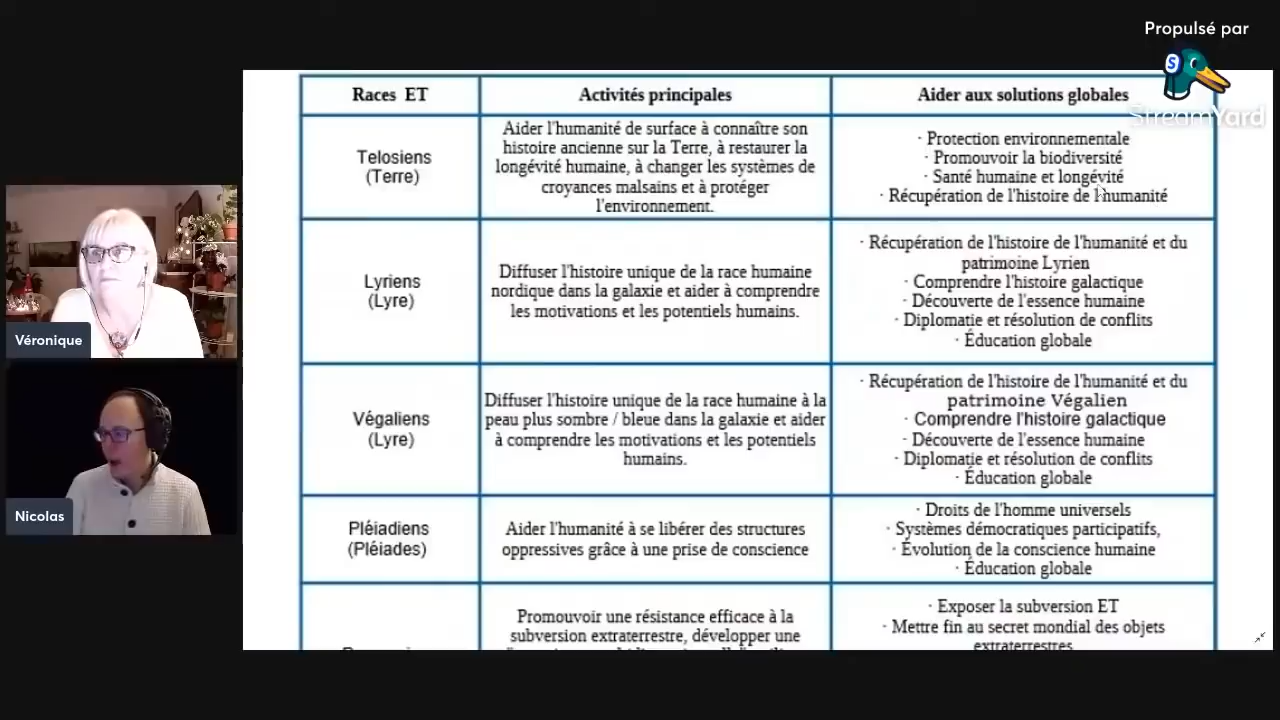 Propulsé par
StreamYard
Races ET
Activités principales
Aider aux solutions globales
Telosiens
(Terre)
Aider l'humanité de surface à connaître son
histoire ancienne sur la Terre, à restaurer la
longévité humaine, à changer les systèmes de
croyances malsains et à protéger
l'environnement.
· Protection environnementale
· Promouvoir la biodiversité
· Santé humaine et longévité
· Récupération de l'histoire de l'humanité
Lyriens
(Lyre)
Diffuser l'histoire unique de la race humaine
nordique dans la galaxie et aider à comprendre
les motivations et les potentiels humains.
· Récupération de l'histoire de l'humanité et du
patrimoine Lyrien
· Comprendre l'histoire galactique
· Découverte de l'essence humaine
· Diplomatie et résolution de conflits
· Éducation globale
Végaliens
(Lyre)
Diffuser l'histoire unique de la race humaine à la
peau plus sombre / bleue dans la galaxie et aider
à comprendre les motivations et les potentiels
humains.
· Récupération de l'histoire de l'humanité et du
patrimoine Végalien
· Comprendre l'histoire galactique
· Découverte de l'essence humaine
· Diplomatie et résolution de conflits
· Éducation globale
Pléiadiens
(Pléiades)
Aider l'humanité à se libérer des structures
oppressives grâce à une prise de conscience
· Droits de l'homme universels
· Systèmes démocratiques participatifs,
· Évolution de la conscience humaine
· Éducation globale
Promouvoir une résistance efficace à la
subversion extraterrestre, développer une
· Exposer la subversion ET
· Mettre fin au secret mondial des objets
extraterrestres
Véronique
Nicolas